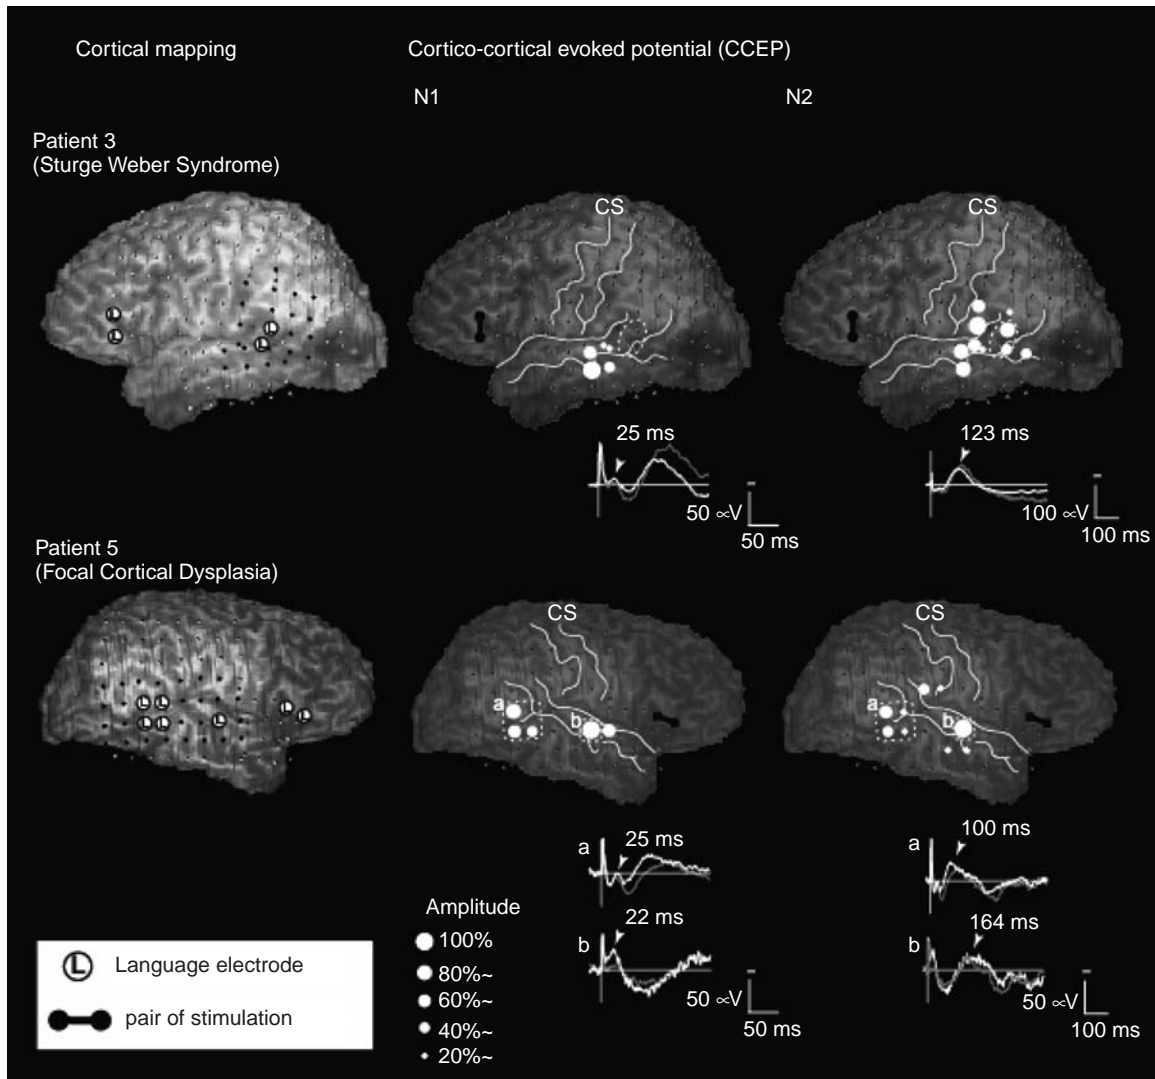 Cortical mapping
Cortico-cortical evoked potential (CCEP)
N1
N2
Patient 3
(Sturge Weber Syndrome)
L
L
L
L
CS
CS
25 ms
50 ∝V
50 ms
123 ms
100 ∝V
100 ms
Patient 5
(Focal Cortical Dysplasia)
L
L
L
L
L
L
L
CS
a
b
CS
a
b
a
25 ms
b
22 ms
50 ∝V
50 ms
a
100 ms
b
164 ms
50 ∝V
100 ms
L Language electrode
pair of stimulation
Amplitude
100%
80%~
60%~
40%~
20%~